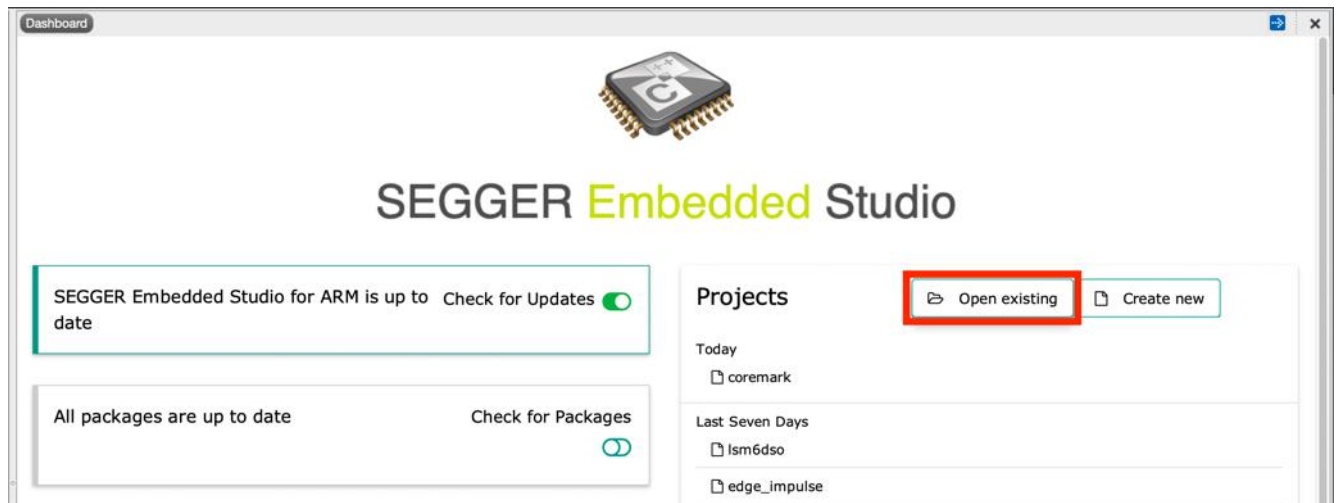 Dashboard
C ++
SEGGER Embedded Studio
SEGGER Embedded Studio for ARM is up to
date
Check for Updates
All packages are up to date
Check for Packages
Projects
Open existing
Create new
Today
coremark
Last Seven Days
lsm6dso
edge_impulse